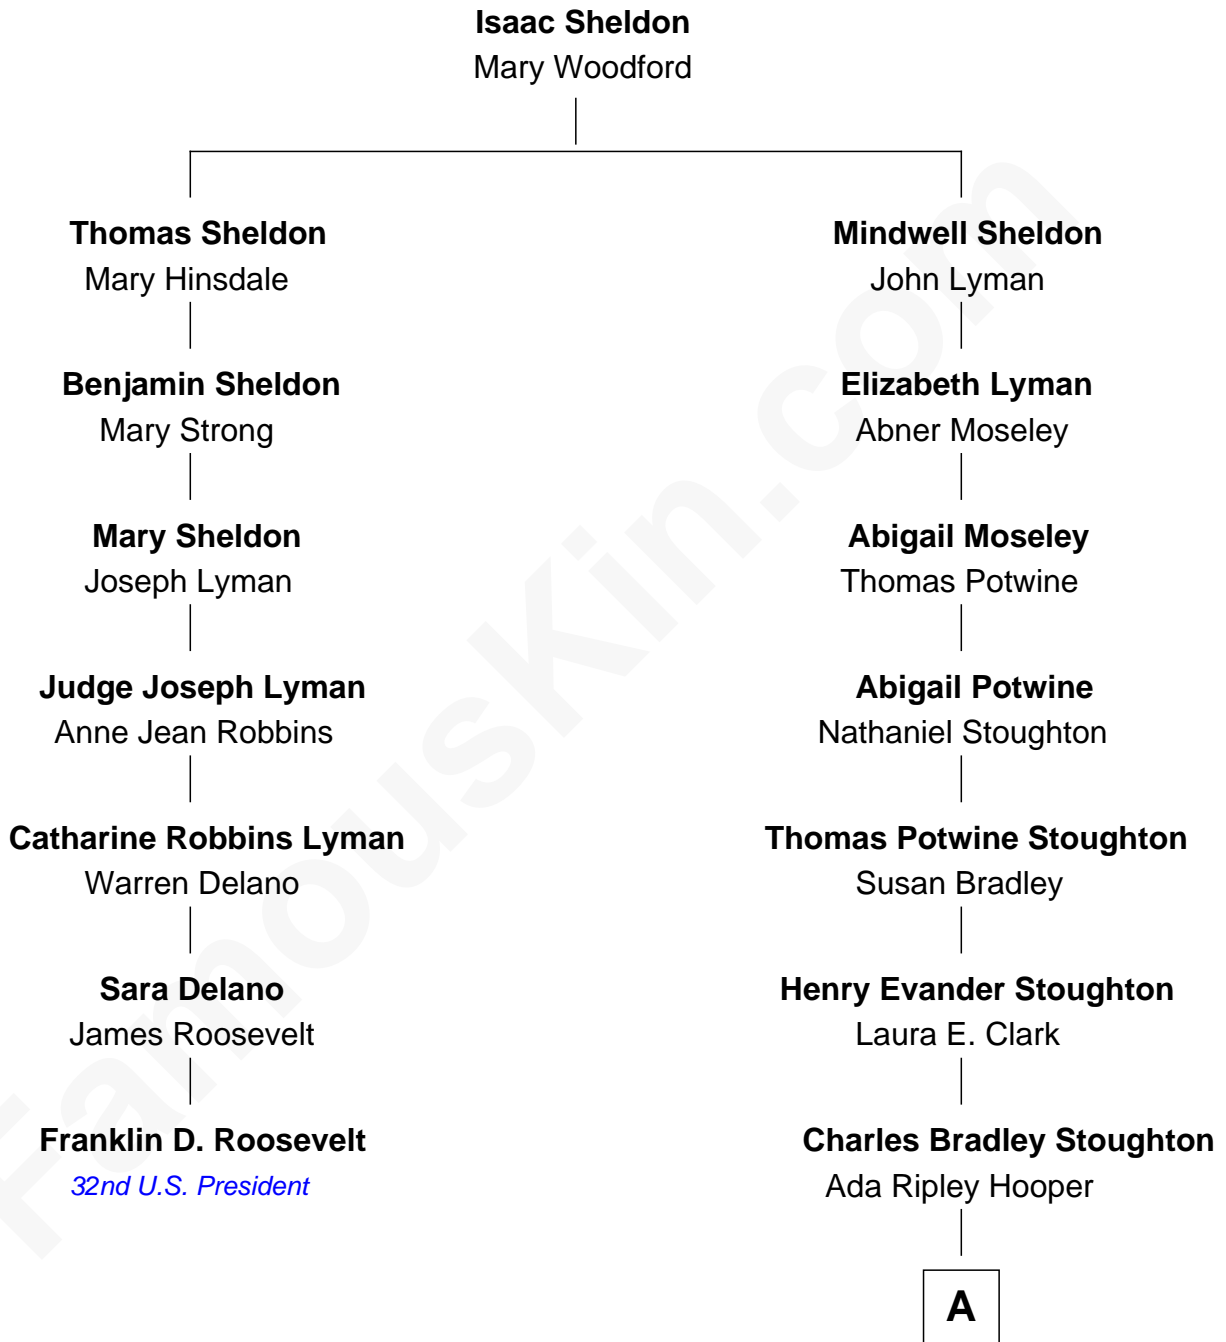 Isaac Sheldon
Mary Woodford
Thomas Sheldon
Mary Hinsdale
Mindwell Sheldon
John Lyman
Benjamin Sheldon
Mary Strong
Elizabeth Lyman
Abner Moseley
Mary Sheldon
Joseph Lyman
Abigail Moseley
Thomas Potwine
Judge Joseph Lyman
Anne Jean Robbins
Abigail Potwine
Nathaniel Stoughton
Catharine Robbins Lyman
Warren Delano
Thomas Potwine Stoughton
Susan Bradley
Sara Delano
James Roosevelt
Henry Evander Stoughton
Laura E. Clark
Franklin D. Roosevelt
32nd U.S. President
Charles Bradley Stoughton
Ada Ripley Hooper
A
FamousKin.com